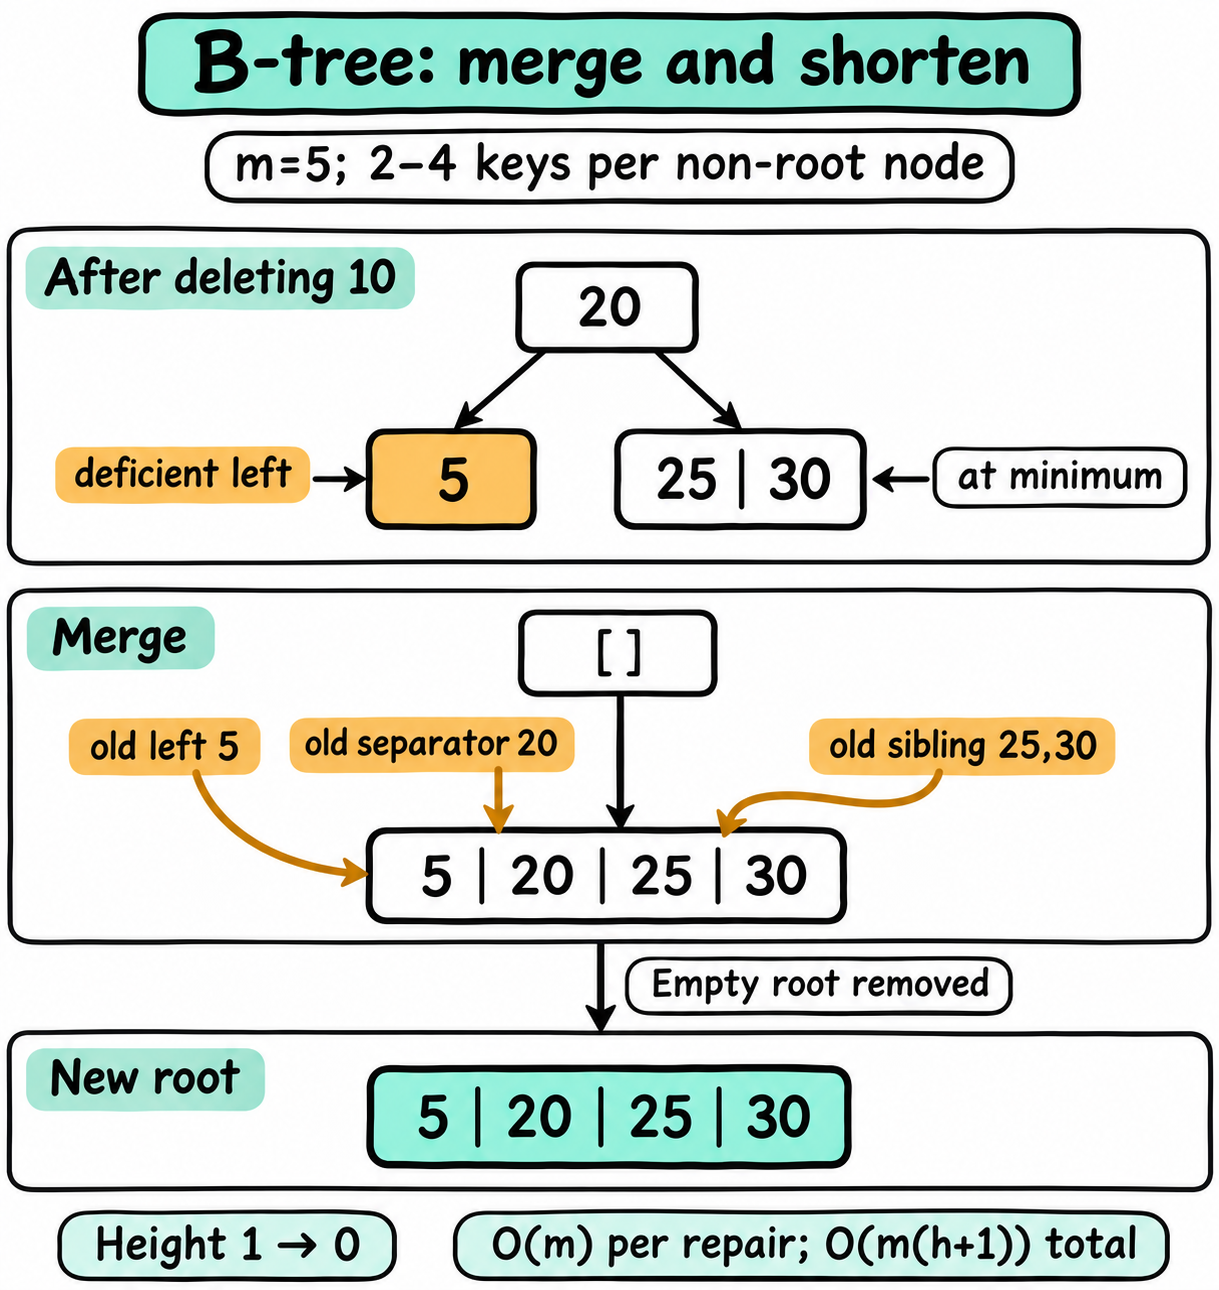 B-tree: merge and shorten
m=5; 2–4 keys per non-root node
After deleting 10
20
deficient left
5
25 | 30
at minimum
Merge
[ ]
old left 5
old separator 20
old sibling 25,30
5 | 20 | 25 | 30
Empty root removed
New root
5 | 20 | 25 | 30
Height 1 → 0
O(m) per repair; O(m(h+1)) total